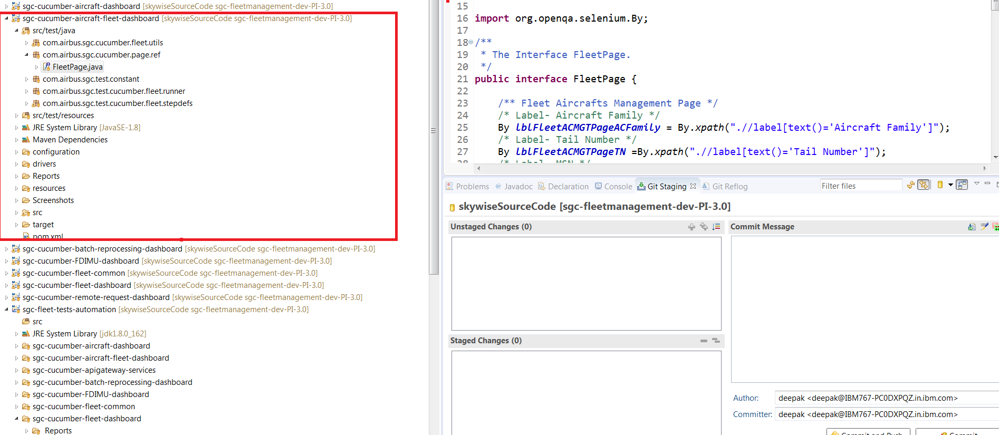 sgc-cucumber-aircraft-dashboard [skywiseSourceCode sgc-fleetmanagement-dev-PI-3.0]
sgc-cucumber-aircraft-fleet-dashboard [skywiseSourceCode sgc-fleetmanagement-dev-PI-3.0]
src/test/java
com.airbus.sgc.cucumber.fleet.utils
com.airbus.sgc.cucumber.page.ref
FleetPage.java
com.airbus.sgc.test.constant
com.airbus.sgc.test.cucumber.fleet.runner
com.airbus.sgc.test.cucumber.fleet.stepdefs
src/test/resources
JRE System Library [JavaSE-1.8]
Maven Dependencies
configuration
drivers
Reports
resources
Screenshots
src
target
pom.xml
sgc-cucumber-batch-reprocessing-dashboard [skywiseSourceCode sgc-fleetmanagement-dev-PI-3.0]
sgc-cucumber-FDIMU-dashboard [skywiseSourceCode sgc-fleetmanagement-dev-PI-3.0]
sgc-cucumber-fleet-common [skywiseSourceCode sgc-fleetmanagement-dev-PI-3.0]
sgc-cucumber-fleet-dashboard [skywiseSourceCode sgc-fleetmanagement-dev-PI-3.0]
sgc-cucumber-remote-request-dashboard [skywiseSourceCode sgc-fleetmanagement-dev-PI-3.0]
sgc-fleet-tests-automation [skywiseSourceCode sgc-fleetmanagement-dev-PI-3.0]
src
JRE System Library [jdk1.8.0_162]
sgc-cucumber-aircraft-dashboard
sgc-cucumber-aircraft-fleet-dashboard
sgc-cucumber-apigateway-services
sgc-cucumber-batch-reprocessing-dashboard
sgc-cucumber-FDIMU-dashboard
sgc-cucumber-fleet-common
sgc-cucumber-fleet-dashboard
Reports
15
16 import org.openqa.selenium.By;
17
18 /**
19 * The Interface FleetPage.
20 */
21 public interface FleetPage {
22
23 /** Fleet Aircrafts Management Page */
24 /* Label- Aircraft Family */
25 By lblFleetACMGTPageACFamily = By.xpath(".//label[text()='Aircraft Family']");
26 /* Label- Tail Number */
27 By lblFleetACMGTPageTN =By.xpath(".//label[text()='Tail Number']");
28 /* Label- MSN */
Problems @ Javadoc Declaration Console Git Staging Git Reflog Filter files
skywiseSourceCode [sgc-fleetmanagement-dev-PI-3.0]
Unstaged Changes (0)
Commit Message
Staged Changes (0)
Author: deepak <deepak@IBM767-PC0DXPQZ.in.ibm.com>
Committer: deepak <deepak@IBM767-PC0DXPQZ.in.ibm.com>
Commit and Push Commit